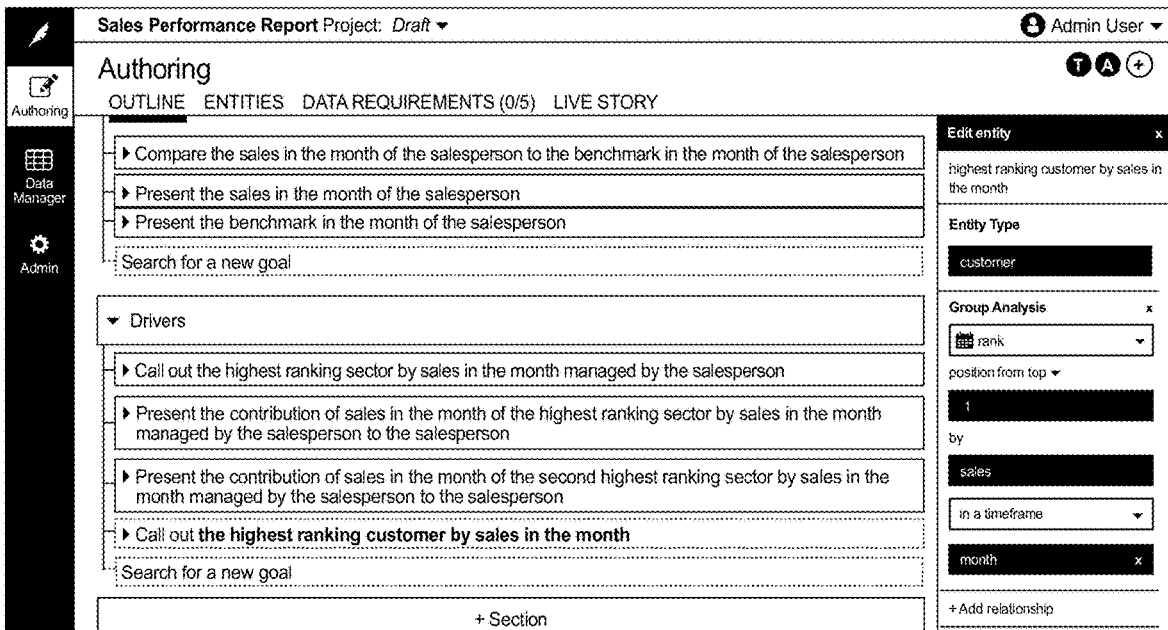 Sales Performance Report Project: Draft
Admin User
Authoring
T A +
OUTLINE ENTITIES DATA REQUIREMENTS (0/5) LIVE STORY
Authoring
Data
Manager
Admin
Compare the sales in the month of the salesperson to the benchmark in the month of the salesperson
Present the sales in the month of the salesperson
Present the benchmark in the month of the salesperson
Search for a new goal
Drivers
Call out the highest ranking sector by sales in the month managed by the salesperson
Present the contribution of sales in the month of the highest ranking sector by sales in the month
managed by the salesperson to the salesperson
Present the contribution of sales in the month of the second highest ranking sector by sales in the
month managed by the salesperson to the salesperson
Call out the highest ranking customer by sales in the month
Search for a new goal
+ Section
Edit entity x
highest ranking customer by sales in
the month
Entity Type
customer
Group Analysis x
rank
position from top
1
by
sales
in a timeframe
month x
+ Add relationship